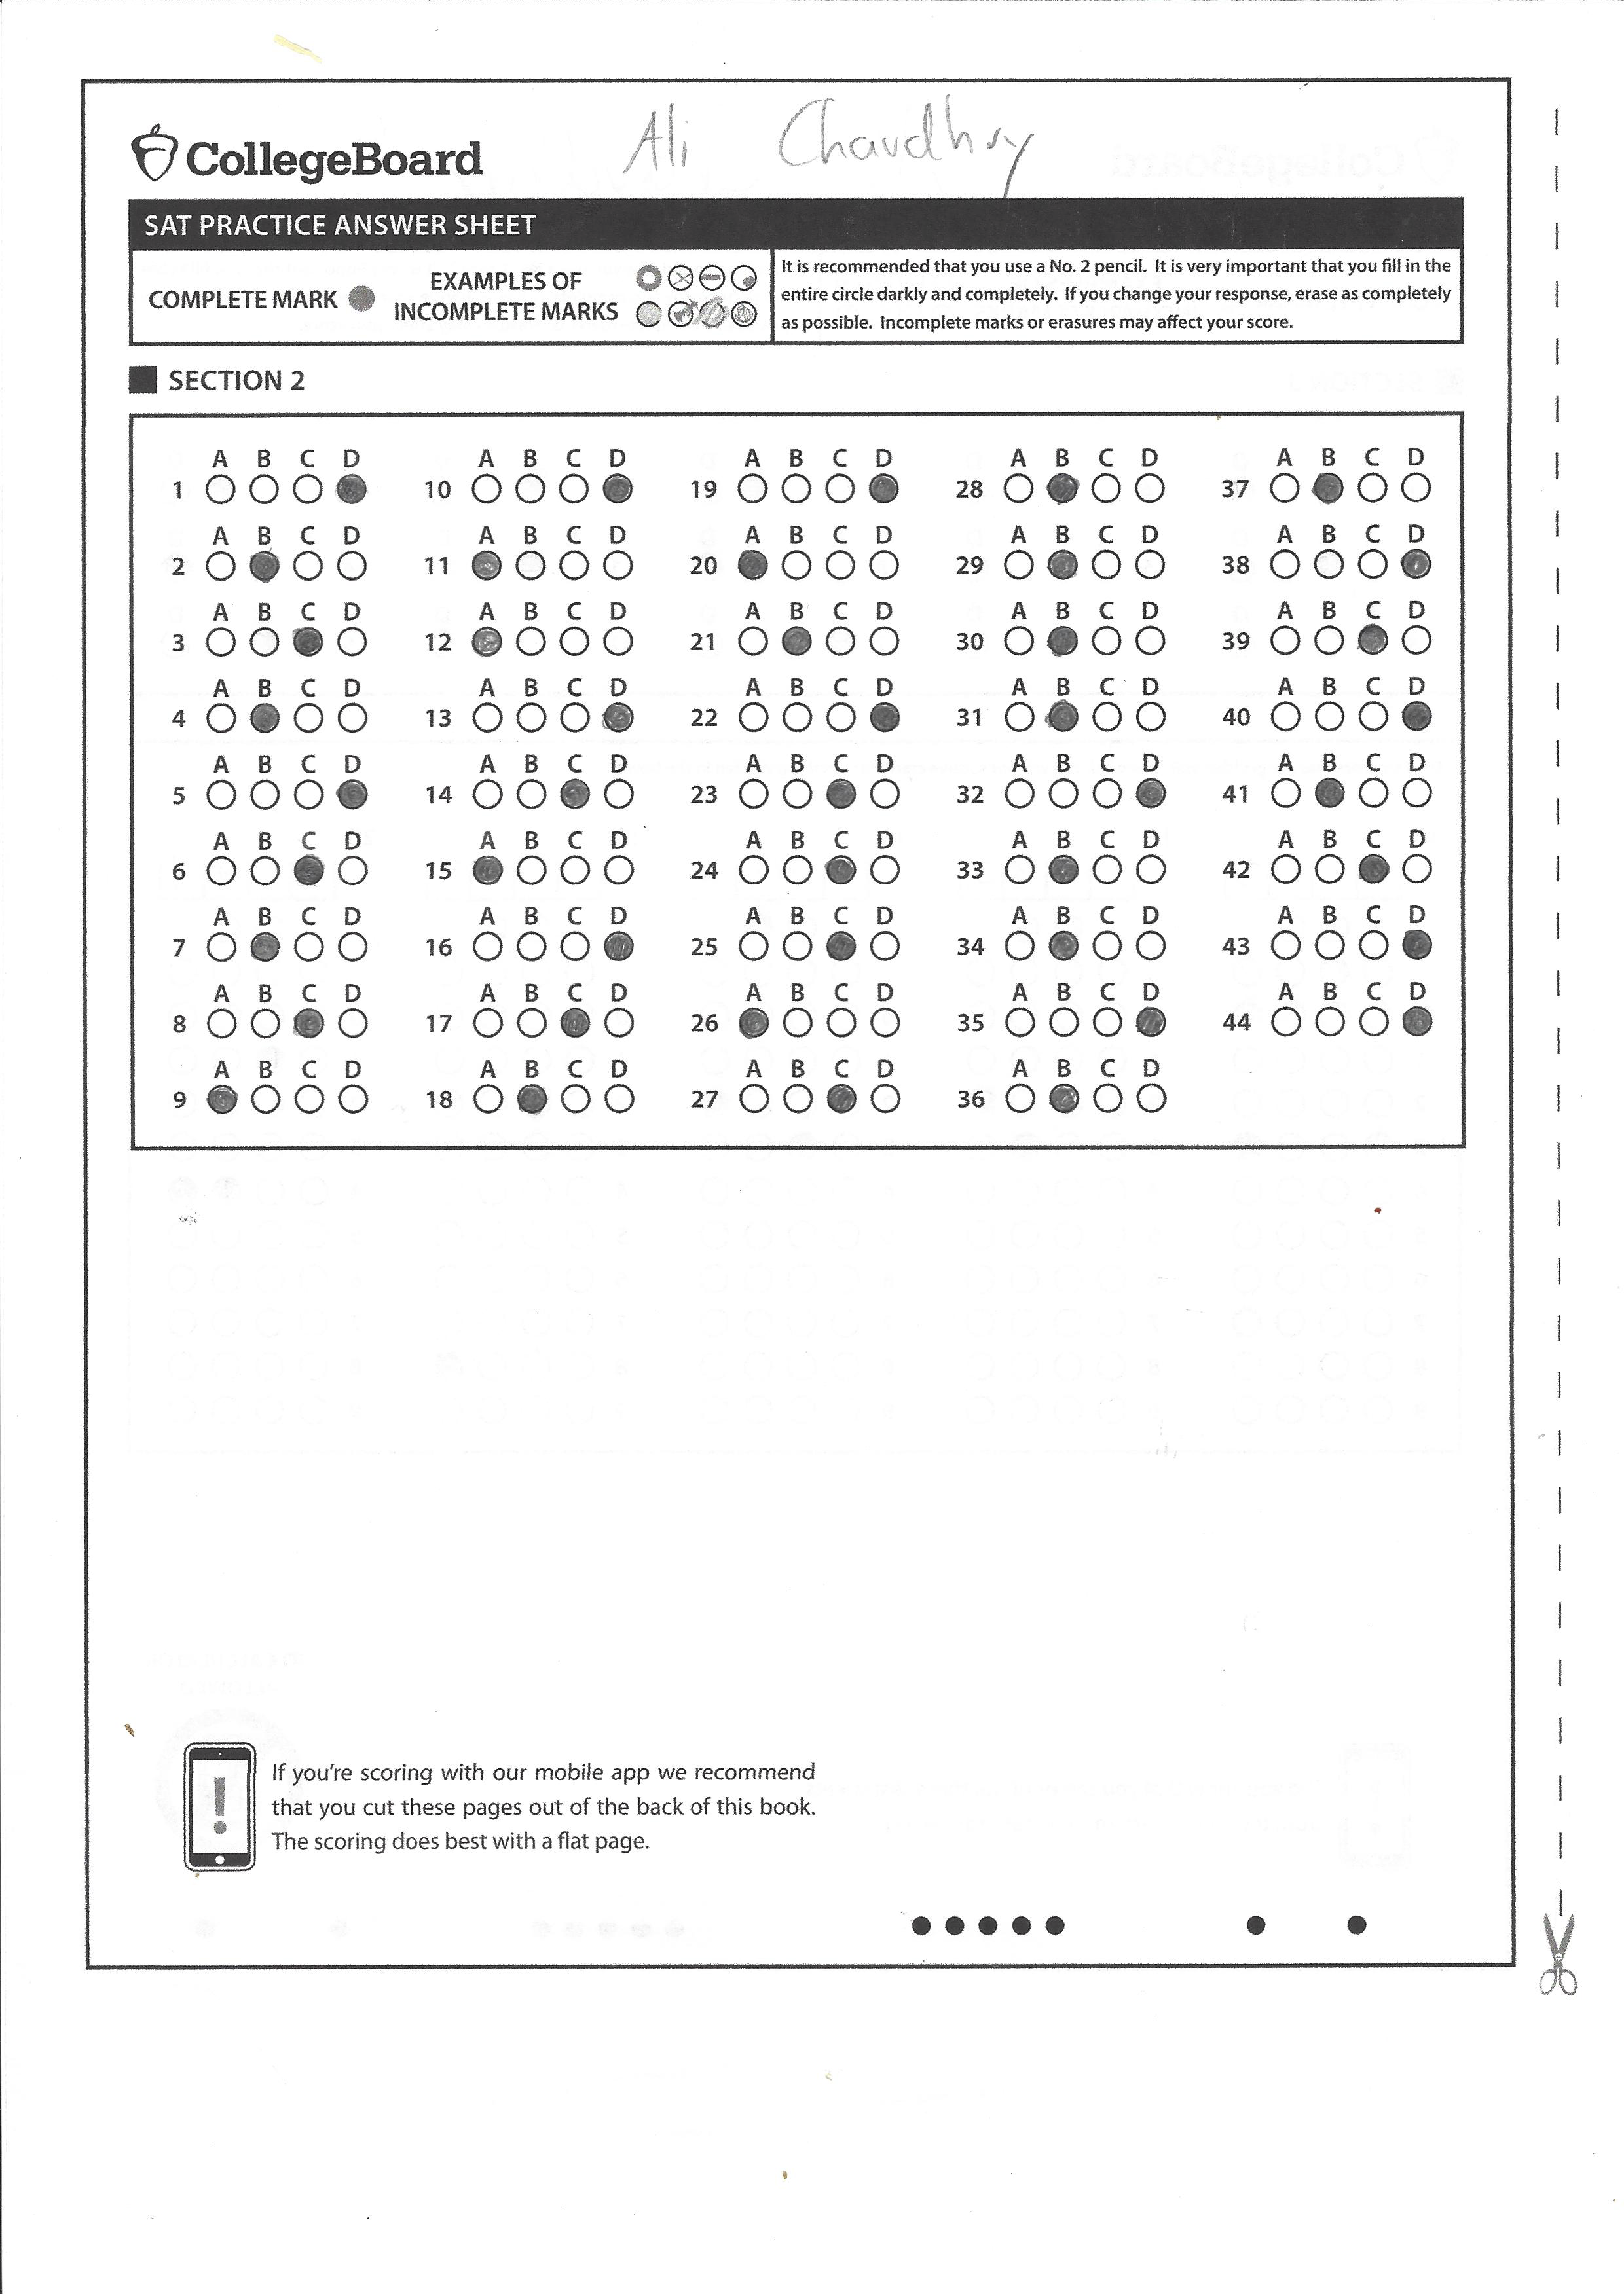 Ali Chaudhry
CollegeBoard
SAT PRACTICE ANSWER SHEET
COMPLETE MARK
EXAMPLES OF
INCOMPLETE MARKS
It is recommended that you use a No. 2 pencil. It is very important that you fill in the
entire circle darkly and completely. If you change your response, erase as completely
as possible. Incomplete marks or erasures may affect your score.
SECTION 2
A B C D A B C D A B C D A B C D A B C D
1 10 19 28 37
A B C D A B C D A B C D A B C D A B C D
2 11 20 29 38
A B C D A B C D A B C D A B C D A B C D
3 12 21 30 39
A B C D A B C D A B C D A B C D A B C D
4 13 22 31 40
A B C D A B C D A B C D A B C D A B C D
5 14 23 32 41
A B C D A B C D A B C D A B C D A B C D
6 15 24 33 42
A B C D A B C D A B C D A B C D A B C D
7 16 25 34 43
A B C D A B C D A B C D A B C D A B C D
8 17 26 35 44
A B C D A B C D A B C D A B C D
9 18 27 36
If you're scoring with our mobile app we recommend
that you cut these pages out of the back of this book.
The scoring does best with a flat page.